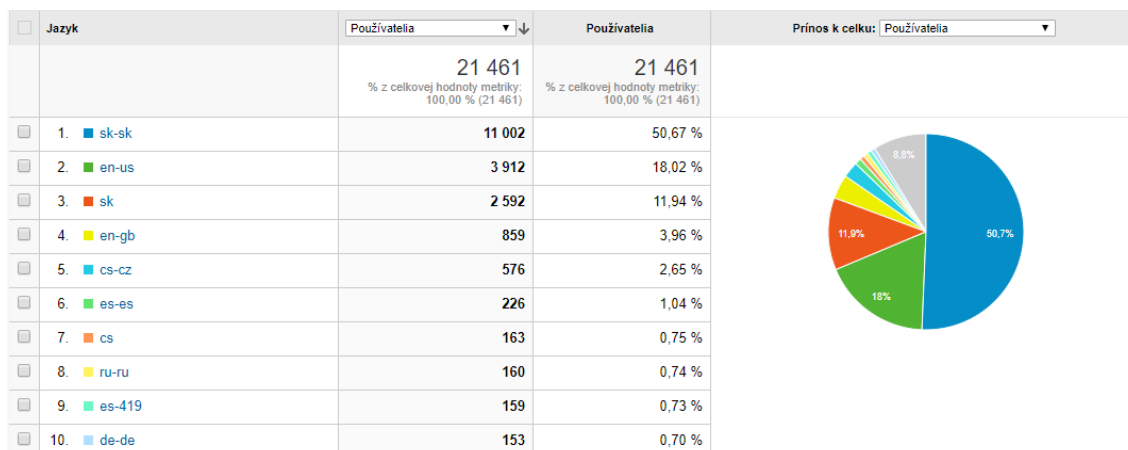 Jazyk Používatelia Používatelia Prínos k celku: Používatelia
21 461 21 461
% z celkovej hodnoty metriky: % z celkovej hodnoty metriky:
100,00 % (21 461) 100,00 % (21 461)
1. sk-sk 11 002 50,67 %
2. en-us 3 912 18,02 %
3. sk 2 592 11,94 %
4. en-gb 859 3,96 %
5. cs-cz 576 2,65 %
6. es-es 226 1,04 %
7. cs 163 0,75 %
8. ru-ru 160 0,74 %
9. es-419 159 0,73 %
10. de-de 153 0,70 %
8,8%
11,9%
50,7%
18%